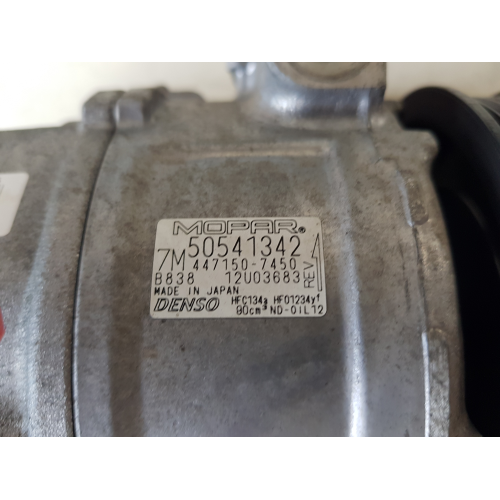 MOPAR®
7M 50541342
447150-7450
B838 12U03683
MADE IN JAPAN
REV
DENSO
HFC134a HFO1234yf
90cm³ ND-OIL12